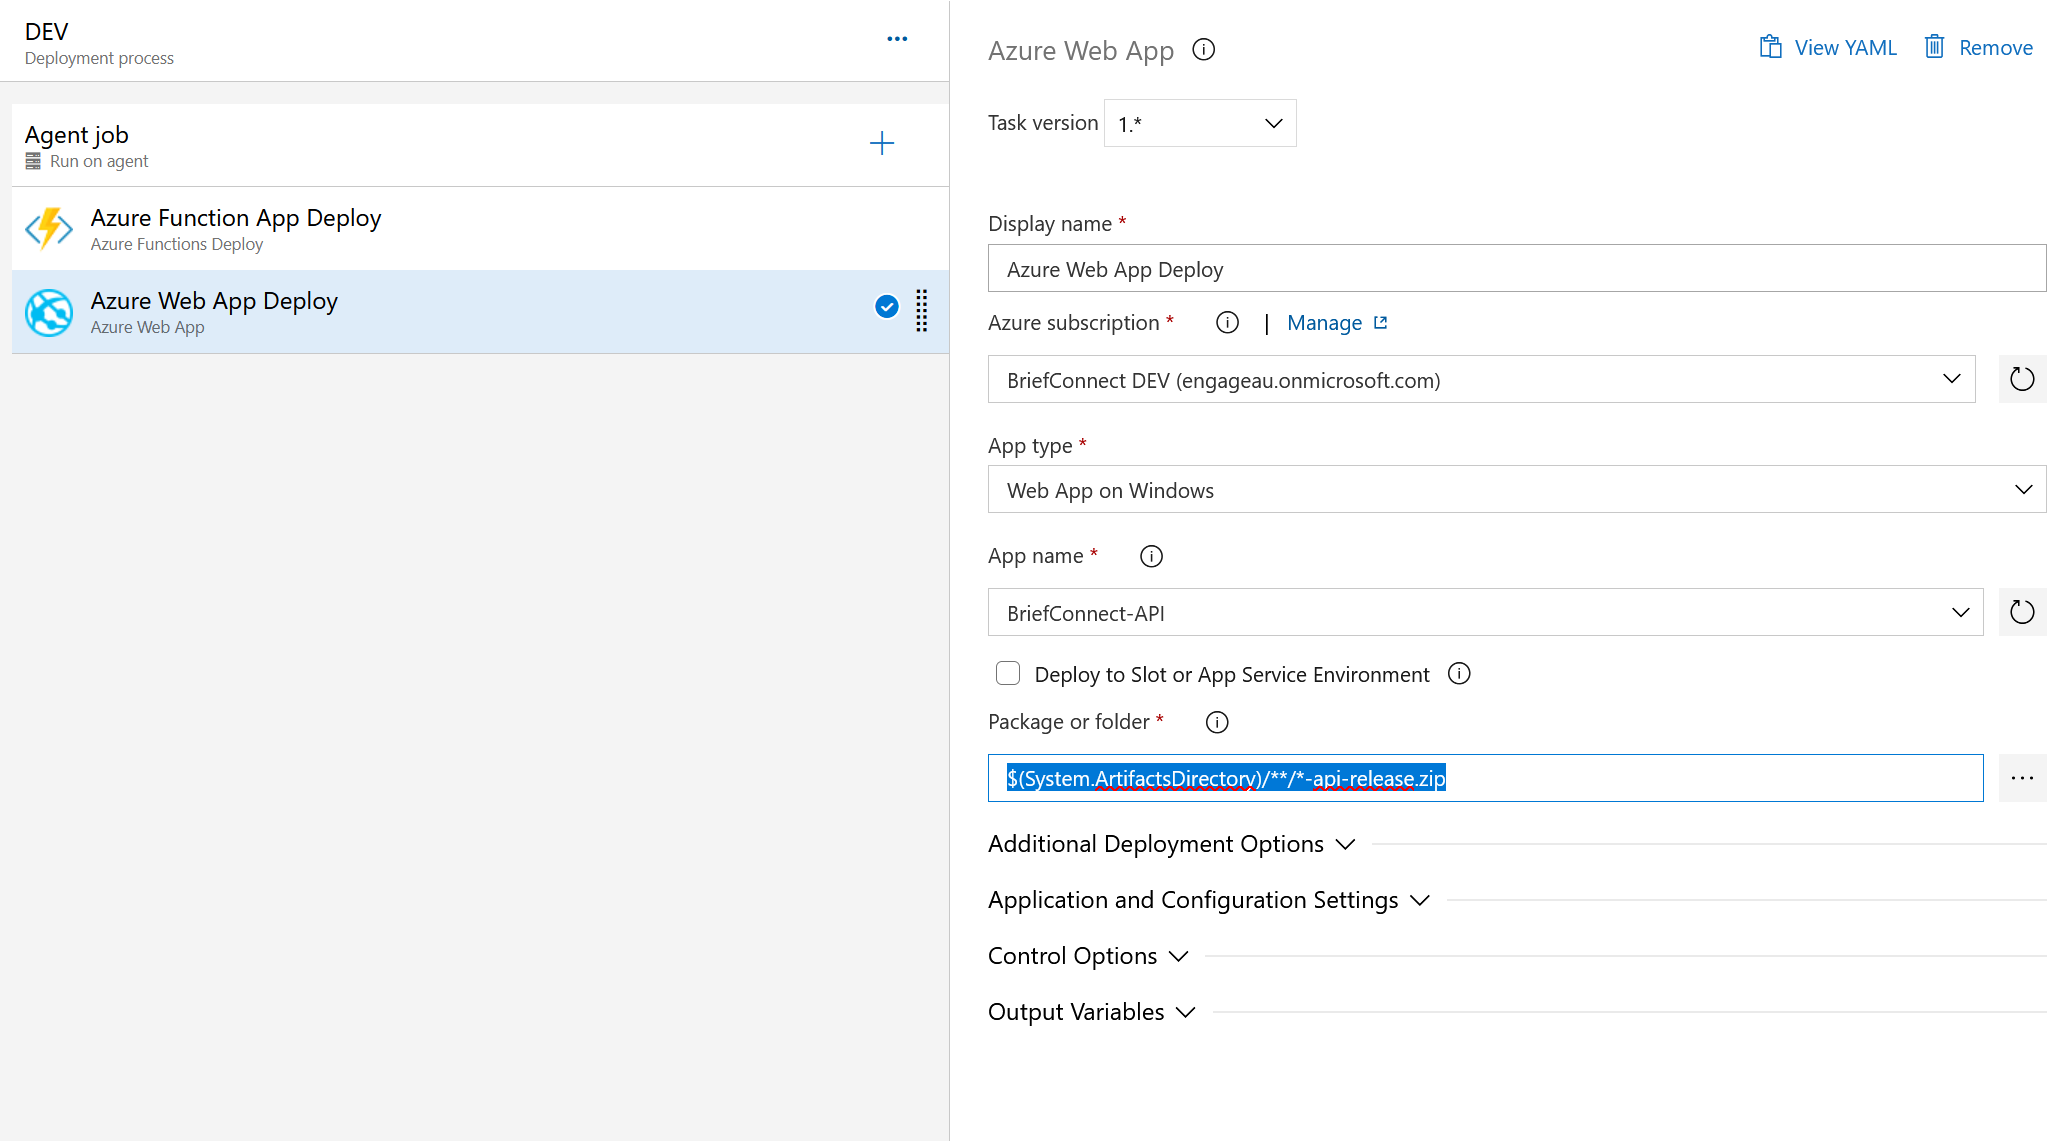 DEV
Deployment process
Agent job
Run on agent
Azure Function App Deploy
Azure Functions Deploy
Azure Web App Deploy
Azure Web App
Azure Web App
View YAML
Remove
Task version 1.*
Display name *
Azure Web App Deploy
Azure subscription * | Manage
BriefConnect DEV (engageau.onmicrosoft.com)
App type *
Web App on Windows
App name *
BriefConnect-API
Deploy to Slot or App Service Environment
Package or folder *
$(System.ArtifactsDirectory)/**/*-api-release.zip
Additional Deployment Options
Application and Configuration Settings
Control Options
Output Variables